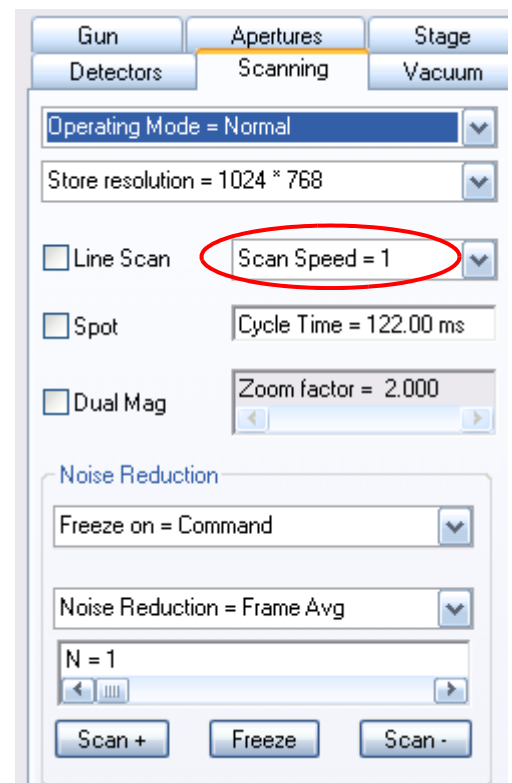 Gun Apertures Stage
Detectors Scanning Vacuum
Operating Mode = Normal
Store resolution = 1024 * 768
Line Scan Scan Speed = 1
Spot Cycle Time = 122.00 ms
Dual Mag Zoom factor = 2.000
Noise Reduction
Freeze on = Command
Noise Reduction = Frame Avg
N = 1
Scan + Freeze Scan -